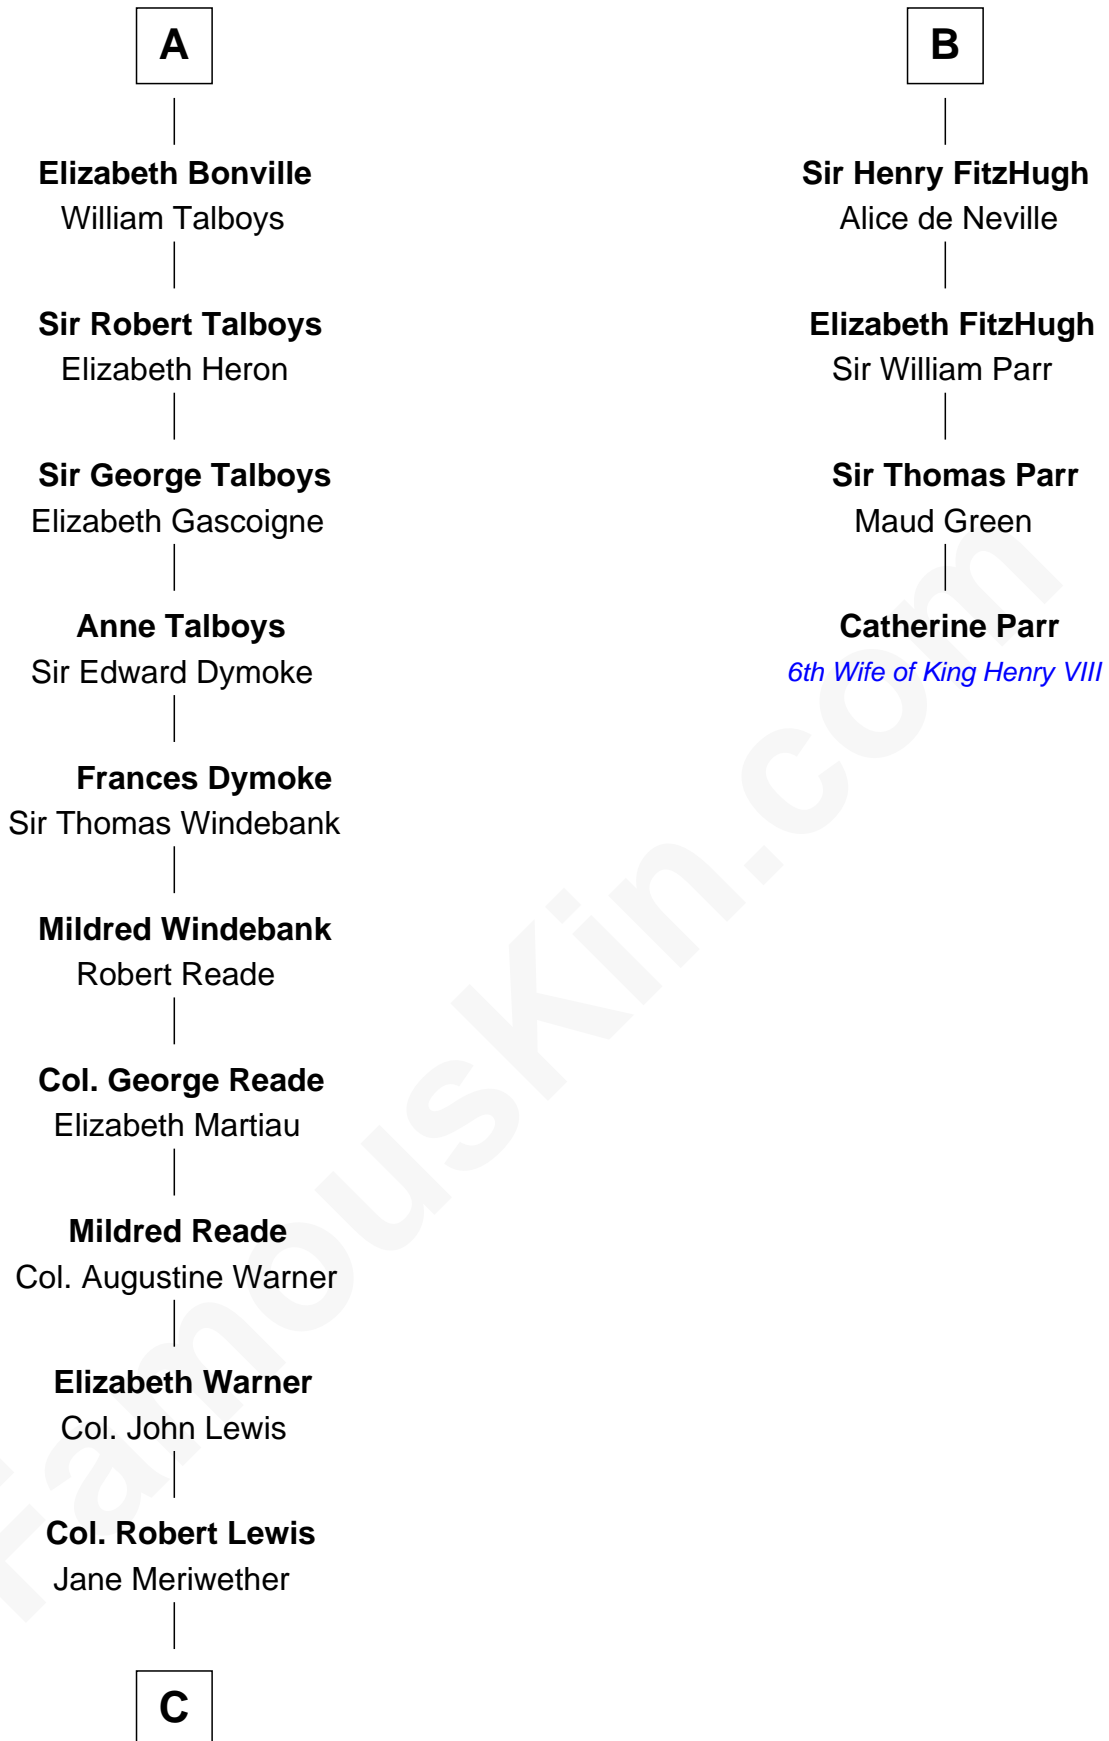 A
Elizabeth Bonville
William Talboys
Sir Robert Talboys
Elizabeth Heron
Sir George Talboys
Elizabeth Gascoigne
Anne Talboys
Sir Edward Dymoke
Frances Dymoke
Sir Thomas Windebank
Mildred Windebank
Robert Reade
Col. George Reade
Elizabeth Martiau
Mildred Reade
Col. Augustine Warner
Elizabeth Warner
Col. John Lewis
Col. Robert Lewis
Jane Meriwether
C
B
Sir Henry FitzHugh
Alice de Neville
Elizabeth FitzHugh
Sir William Parr
Sir Thomas Parr
Maud Green
Catherine Parr
6th Wife of King Henry VIII
FamousKin.com